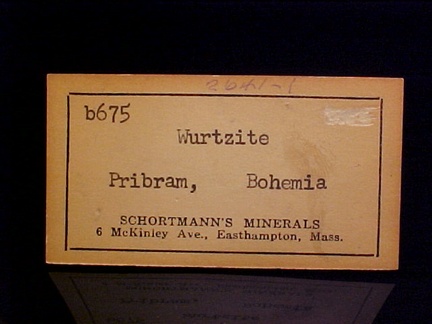 b675
Wurtzite
Pribram, Bohemia
SCHORTMANN'S MINERALS
6 McKinley Ave., Easthampton, Mass.